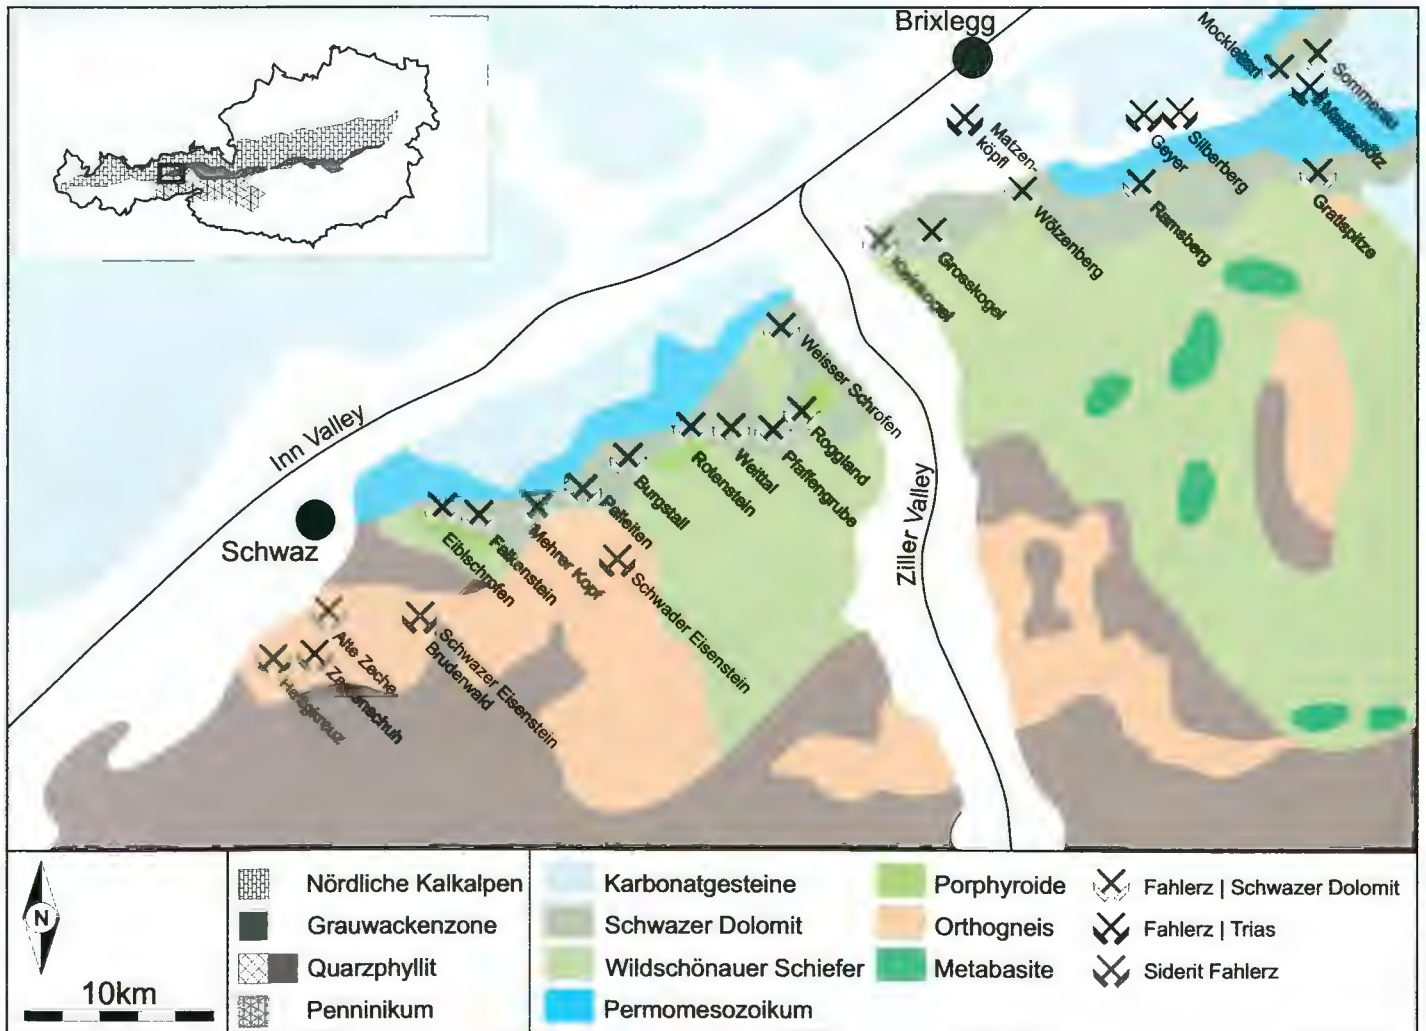 Brixlegg
Sommerau
Matzen-
köpfl
Geyer
Silberberg
Gratlspitze
Wölzenberg
Ramsberg
Grosskogel
Weisser Schrofen
Roggland
Pfaffengrube
Weittal
Rotenstein
Burgstall
Palleiten
Mehrer Kopf
Falkenstein
Eiblschrofen
Schwader Eisenstein
Schwazer Eisenstein
Bruderwald
Alte Zeche
Inn Valley
Ziller Valley
Schwaz
N
10km
Nördliche Kalkalpen
Grauwackenzone
Quarzphyllit
Penninikum
Karbonatgesteine
Schwazer Dolomit
Wildschönauer Schiefer
Permomesozoikum
Porphyroide
Orthogneis
Metabasite
Fahlerz | Schwazer Dolomit
Fahlerz | Trias
Siderit Fahlerz